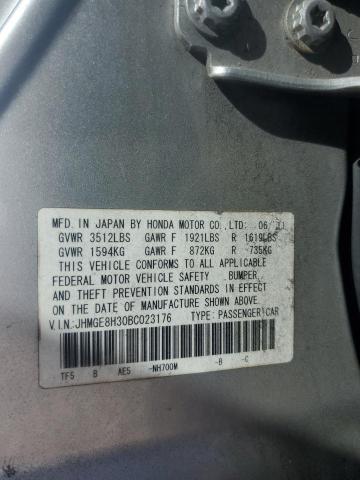 MFD. IN JAPAN BY HONDA MOTOR CO., LTD: 06/11
GVWR 3512LBS GAWR F 1921LBS R 1619LBS
GVWR 1594KG GAWR F 872KG R 735KG
THIS VEHICLE CONFORMS TO ALL APPLICABLE
FEDERAL MOTOR VEHICLE SAFETY, BUMPER,
AND THEFT PREVENTION STANDARDS IN EFFECT
ON THE DATE OF MANUFACTURE SHOWN ABOVE.
V.I.N: JHMGE8H30BC023176 TYPE: PASSENGER CAR
TF5 B AE5 -NH700M -B -C